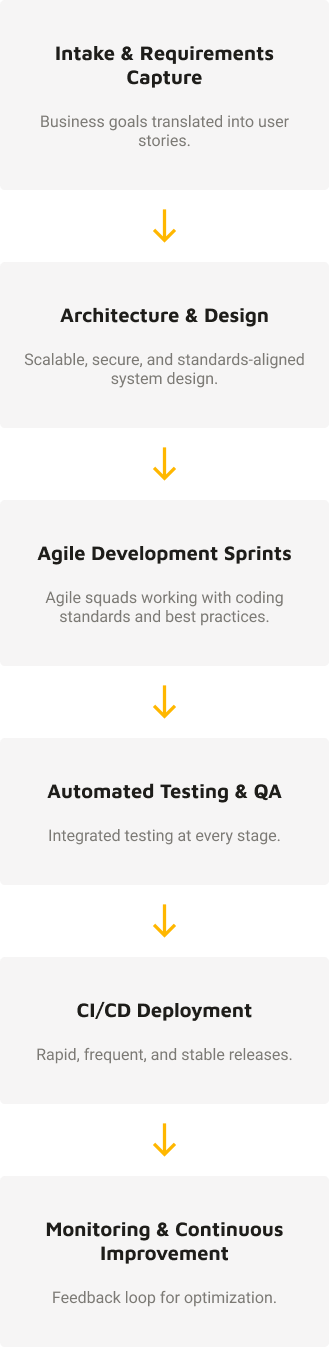 Intake & Requirements
Capture
Business goals translated into user
stories.
Architecture & Design
Scalable, secure, and standards-aligned
system design.
Agile Development Sprints
Agile squads working with coding
standards and best practices.
Automated Testing & QA
Integrated testing at every stage.
CI/CD Deployment
Rapid, frequent, and stable releases.
Monitoring & Continuous
Improvement
Feedback loop for optimization.